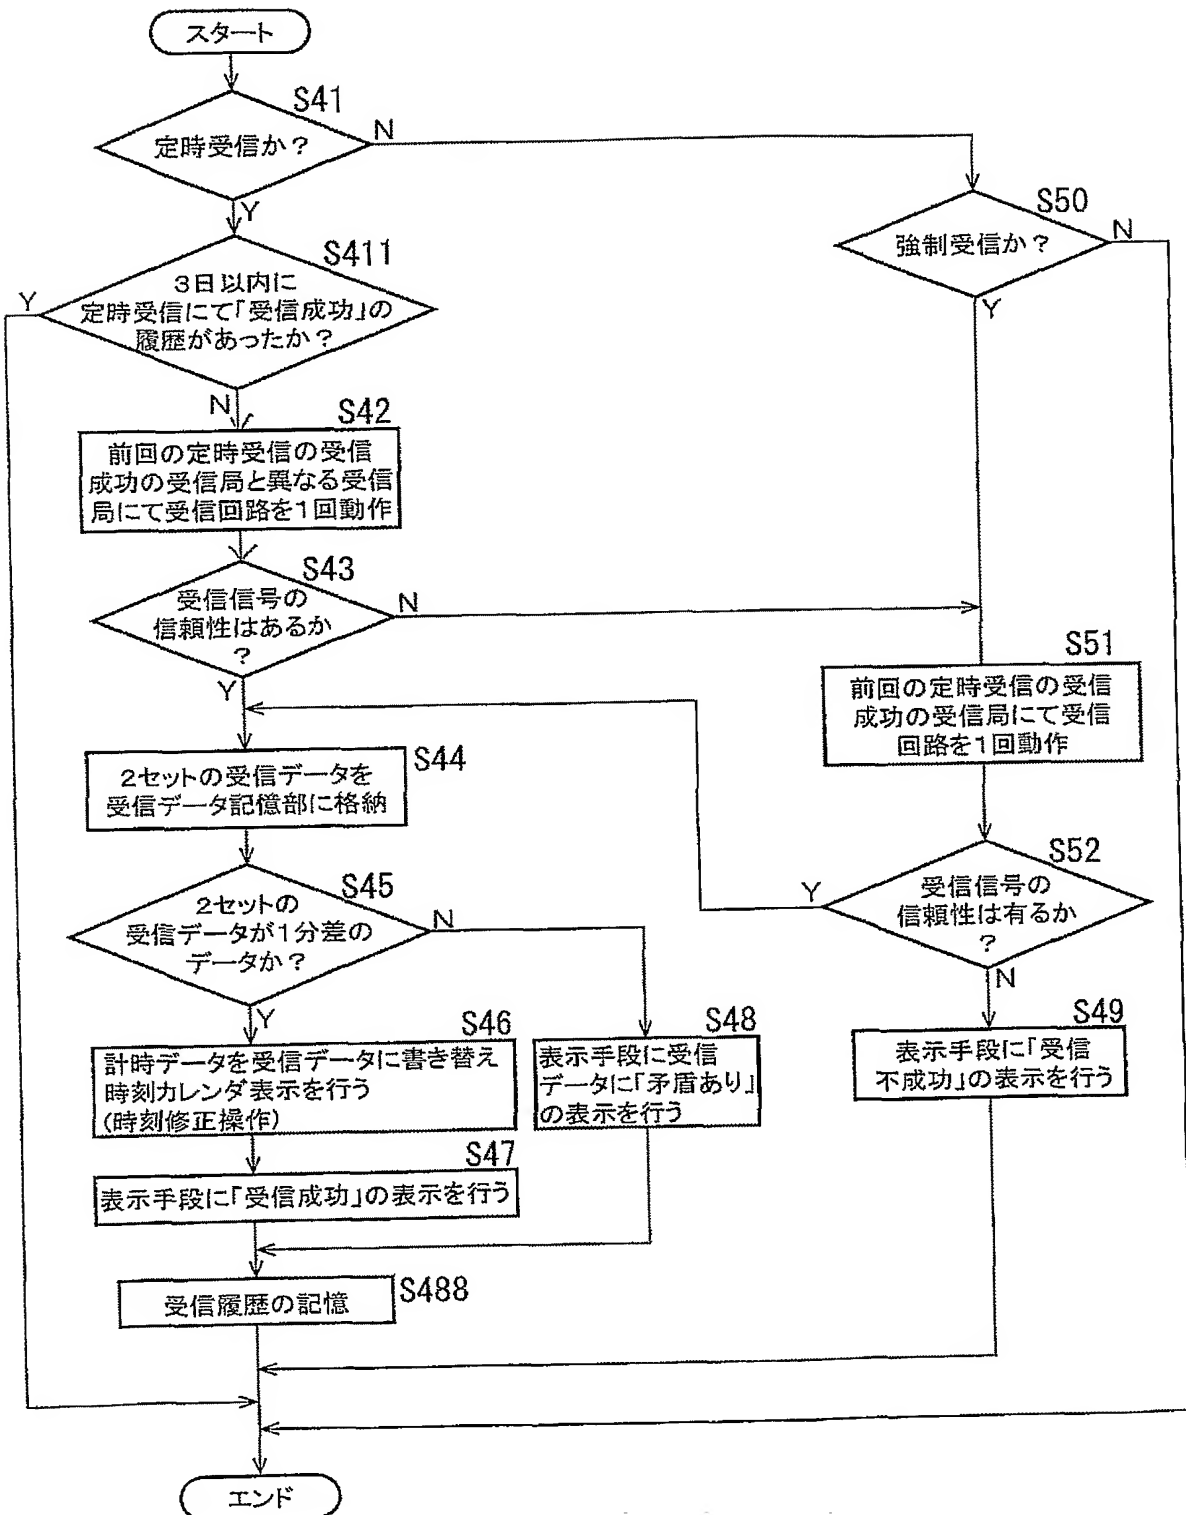 スタート
S41
定時受信か?
N
Y
S50
強制受信か?
N
Y
S411
3日以内に
定時受信にて「受信成功」の
履歴があったか?
Y
N
S42
前回の定時受信の受信
成功の受信局と異なる受信
局にて受信回路を1回動作
S43
受信信号の
信頼性はあるか
?
N
Y
S51
前回の定時受信の受信
成功の受信局にて受信
回路を1回動作
S44
2セットの受信データを
受信データ記憶部に格納
S52
受信信号の
信頼性は有るか
?
Y
N
S45
2セットの
受信データが1分差の
データか?
N
Y
S46
計時データを受信データに書き替え
時刻カレンダ表示を行う
(時刻修正操作)
S48
表示手段に受信
データに「矛盾あり」
の表示を行う
S49
表示手段に「受信
不成功」の表示を行う
S47
表示手段に「受信成功」の表示を行う
S488
受信履歴の記憶
エンド